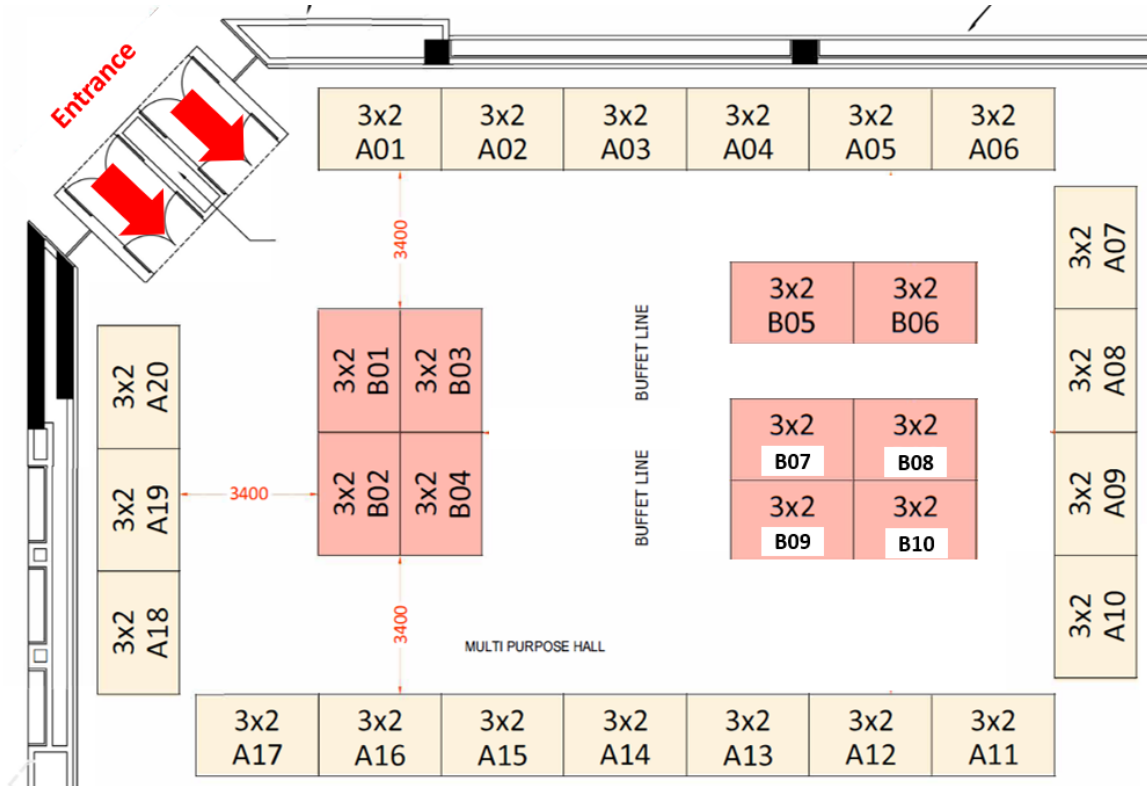 Entrance
3x2
A01
3x2
A02
3x2
A03
3x2
A04
3x2
A05
3x2
A06
3x2
A07
3x2
A08
3x2
A09
3x2
A10
3400
3x2
B01
3x2
B03
3x2
B02
3x2
B04
BUFFET LINE
BUFFET LINE
3x2
B05
3x2
B06
3x2
B07
3x2
B08
3x2
B09
3x2
B10
3x2
A20
3x2
A19
3x2
A18
3400
3400
MULTI PURPOSE HALL
3x2
A17
3x2
A16
3x2
A15
3x2
A14
3x2
A13
3x2
A12
3x2
A11